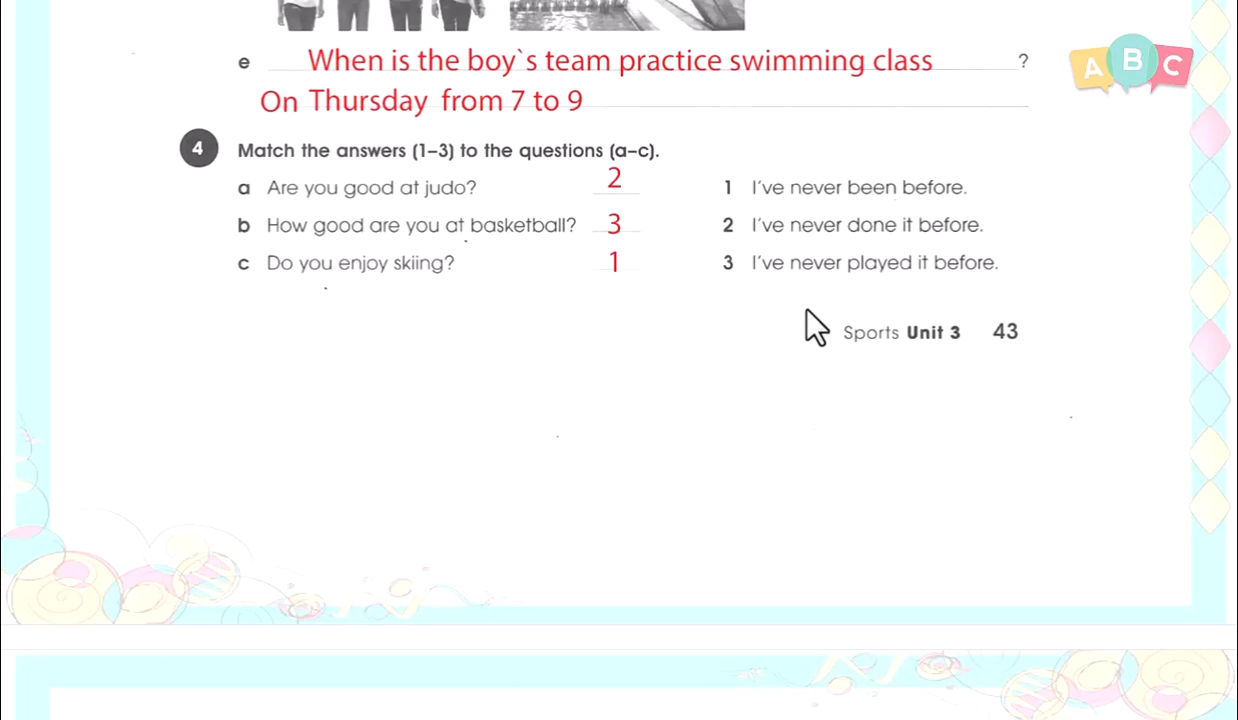 e When is the boy`s team practice swimming class ?
On Thursday from 7 to 9
A B C
4 Match the answers (1–3) to the questions (a–c).
a Are you good at judo? 2 1 I've never been before.
b How good are you at basketball? 3 2 I've never done it before.
c Do you enjoy skiing? 1 3 I've never played it before.
Sports Unit 3 43